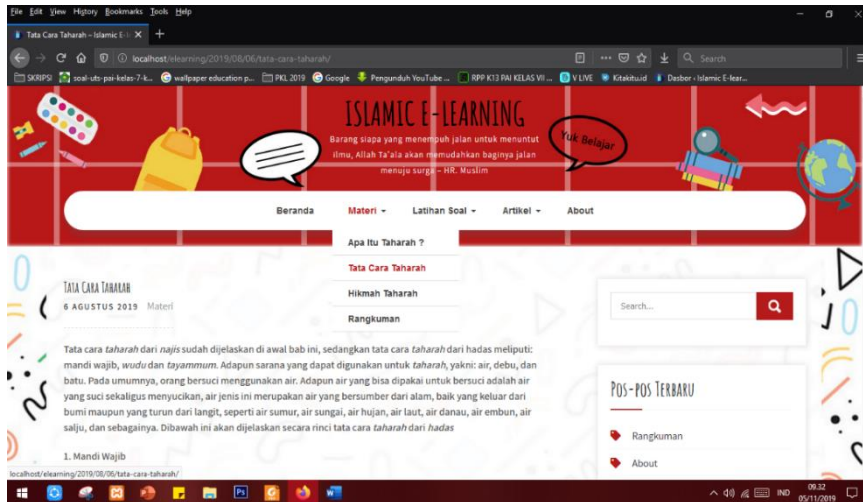 File Edit View History Bookmarks Tools Help
Tata Cara Taharah – Islamic E-l
localhost/elearning/2019/08/06/tata-cara-taharah/
Search
SKRIPSI soal-uts-pai-kelas-7-k... wallpaper education p... PKL 2019 Google Pengunduh YouTube ... RPP K13 PAI KELAS VII ... V LIVE Kitakitu.id Dasbor ‹ Islamic E-lear...
ISLAMIC E-LEARNING
Barang siapa yang menempuh jalan untuk menuntut
ilmu, Allah Ta'ala akan memudahkan baginya jalan
menuju surga – HR. Muslim
Yuk Belajar
Beranda Materi Latihan Soal Artikel About
Apa Itu Taharah ?
Tata Cara Taharah
Hikmah Taharah
Rangkuman
Tata Cara Taharah
6 AGUSTUS 2019 Materi
Tata cara taharah dari najis sudah dijelaskan di awal bab ini, sedangkan tata cara taharah dari hadas meliputi:
mandi wajib, wudu dan tayammum. Adapun sarana yang dapat digunakan untuk taharah, yakni: air, debu, dan
batu. Pada umumnya, orang bersuci menggunakan air. Adapun air yang bisa dipakai untuk bersuci adalah air
yang suci sekaligus menyucikan, air jenis ini merupakan air yang bersumber dari alam, baik yang keluar dari
bumi maupun yang turun dari langit, seperti air sumur, air sungai, air hujan, air laut, air danau, air embun, air
salju, dan sebagainya. Dibawah ini akan dijelaskan secara rinci tata cara taharah dari hadas
1. Mandi Wajib
Search...
Pos-pos Terbaru
Rangkuman
About
localhost/elearning/2019/08/06/tata-cara-taharah/
IND
09.32
05/11/2019